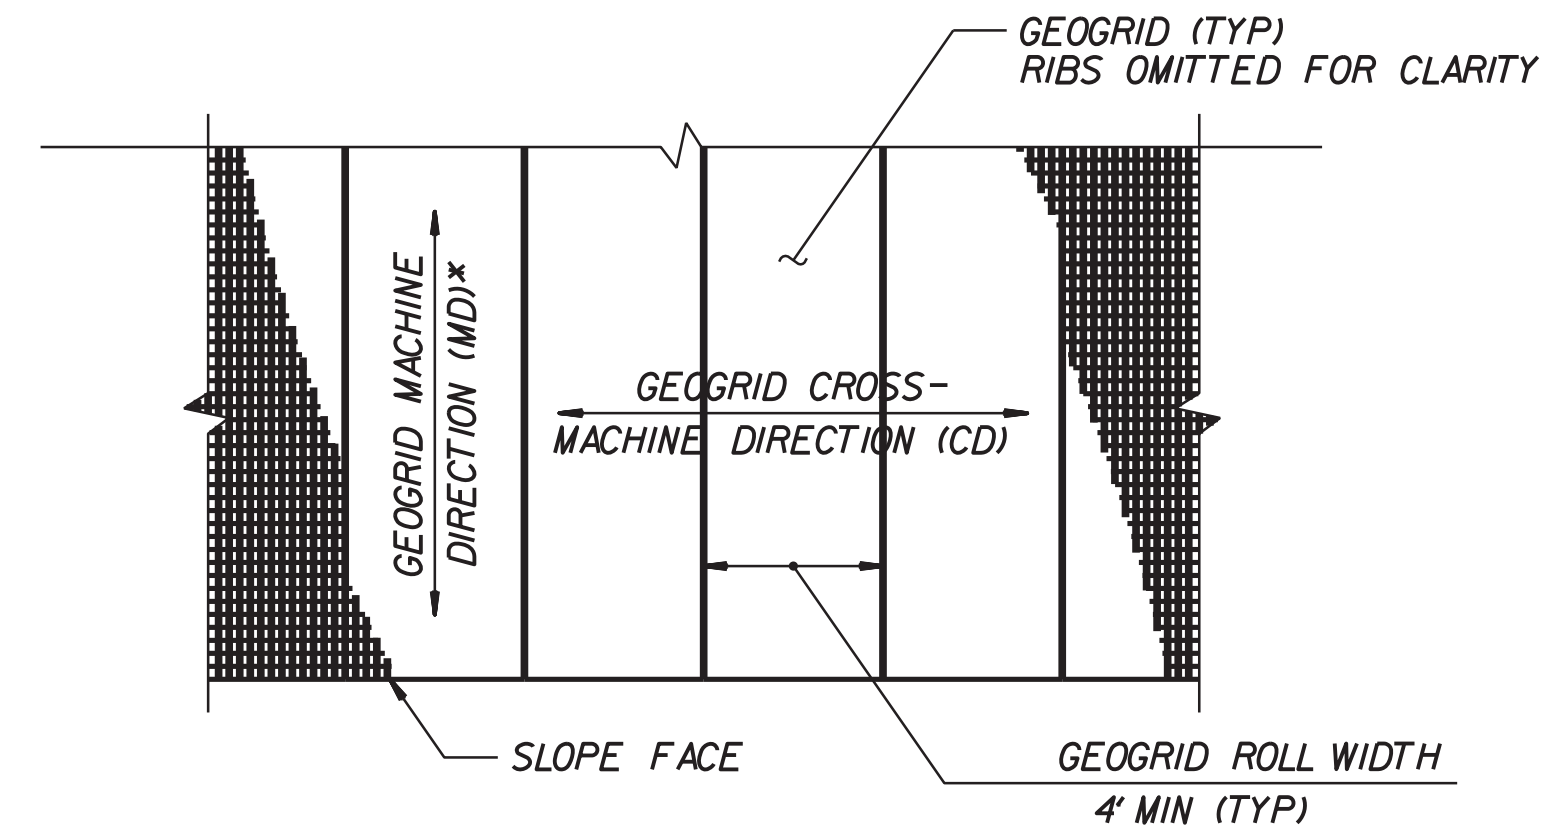 GEOGRID (TYP)
RIBS OMITTED FOR CLARITY
GEOGRID MACHINE
DIRECTION (MD)*
GEOGRID CROSS-
MACHINE DIRECTION (CD)
SLOPE FACE
GEOGRID ROLL WIDTH
4' MIN (TYP)